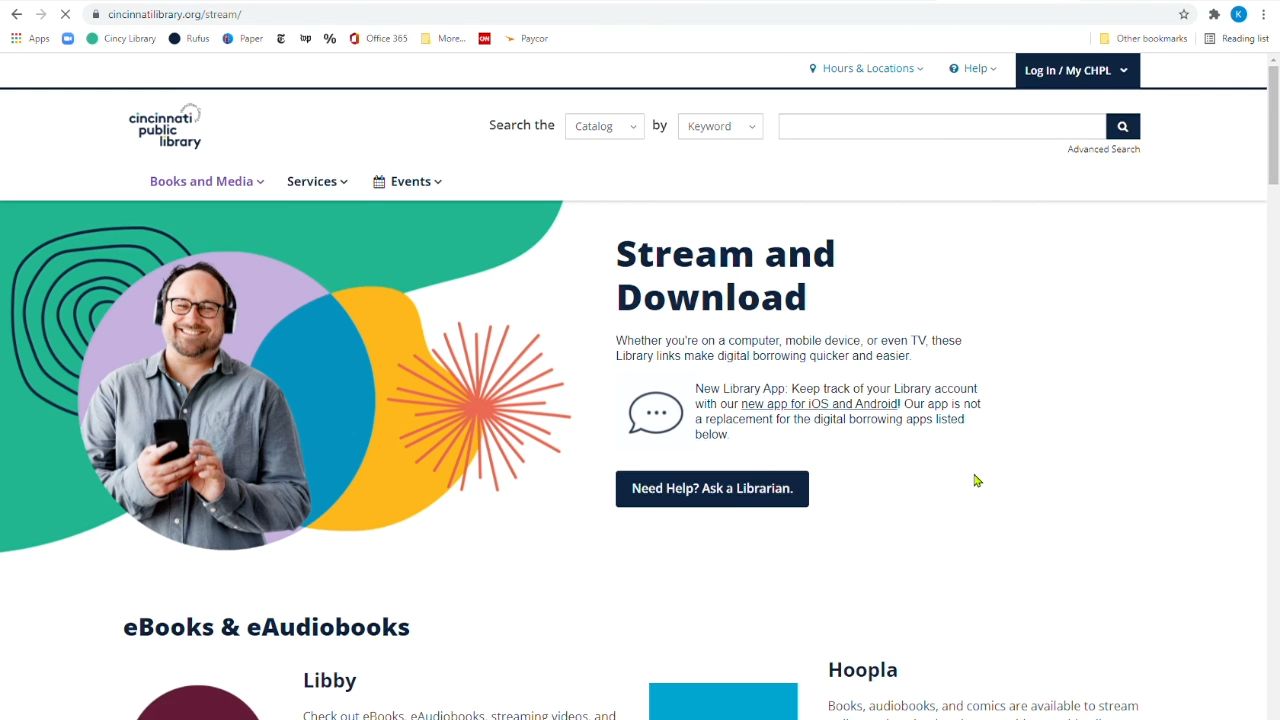 cincinnatilibrary.org/stream/
K
Apps Cincy Library Rufus Paper wp % Office 365 More... CNN Paycor Other bookmarks Reading list
Hours & Locations Help Log In / My CHPL
cincinnati
public
library
Search the Catalog by Keyword
Advanced Search
Books and Media Services Events
Stream and
Download
Whether you're on a computer, mobile device, or even TV, these
Library links make digital borrowing quicker and easier.
New Library App: Keep track of your Library account
with our new app for iOS and Android! Our app is not
a replacement for the digital borrowing apps listed
below.
Need Help? Ask a Librarian.
eBooks & eAudiobooks
Libby
Hoopla
Check out eBooks, eAudiobooks, streaming videos, and
Books, audiobooks, and comics are available to stream